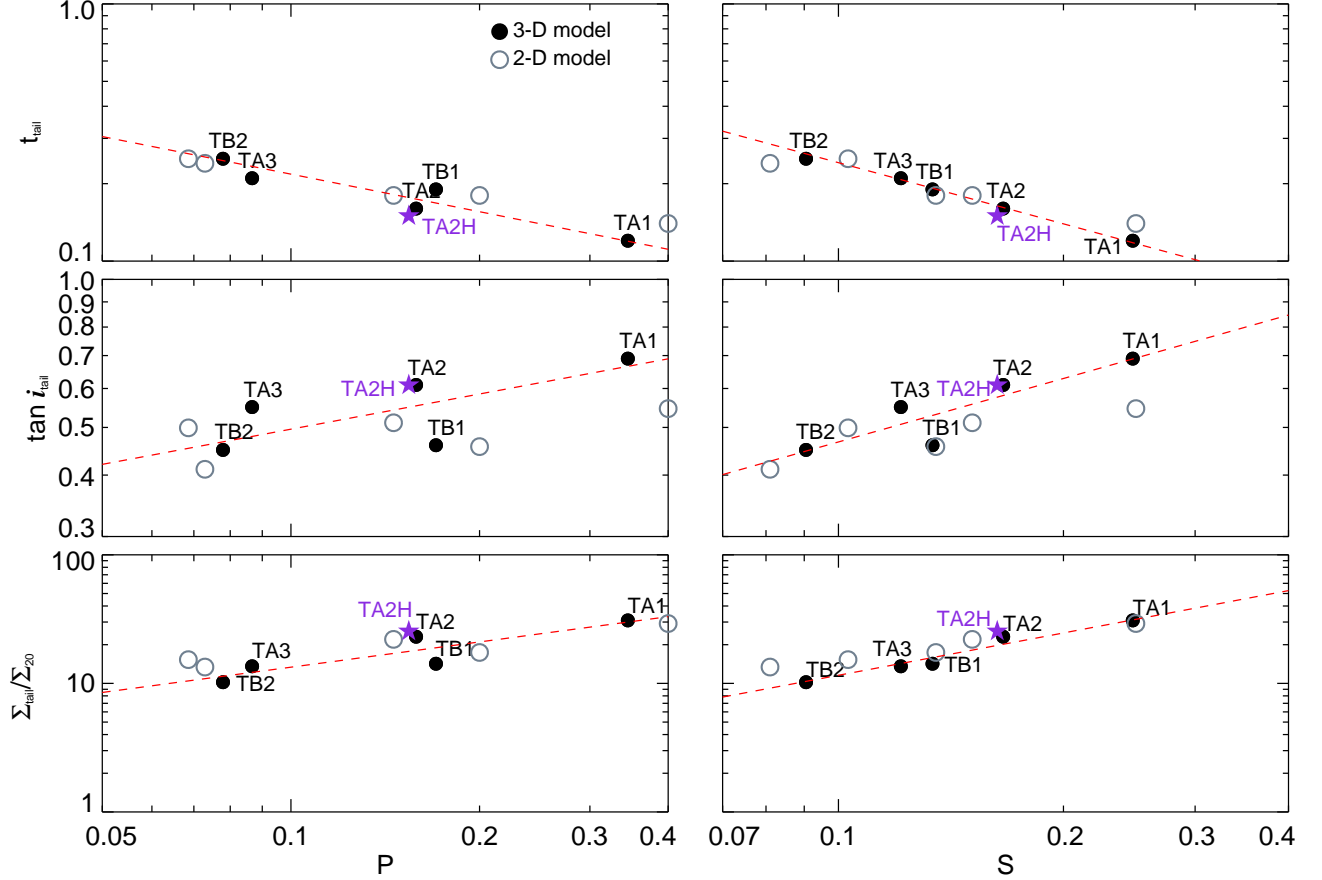 1.0
3-D model
2-D model
t_tail
TB2
TA3
TB1
TA2
TA2H
TA1
0.1
TB2
TA3
TB1
TA2
TA2H
TA1
1.0
0.9
0.8
0.7
0.6
0.5
0.4
0.3
tan i_tail
TA1
TA2
TA2H
TA3
TB2
TB1
TA1
TA2
TA2H
TA3
TB2
TB1
100
10
1
Σ_tail/Σ_20
TA2H
TA2
TA1
TA3
TB1
TB2
TA2H
TA2
TA1
TA3
TB1
TB2
0.05 0.1 0.2 0.3 0.4
P
0.07 0.1 0.2 0.3 0.4
S